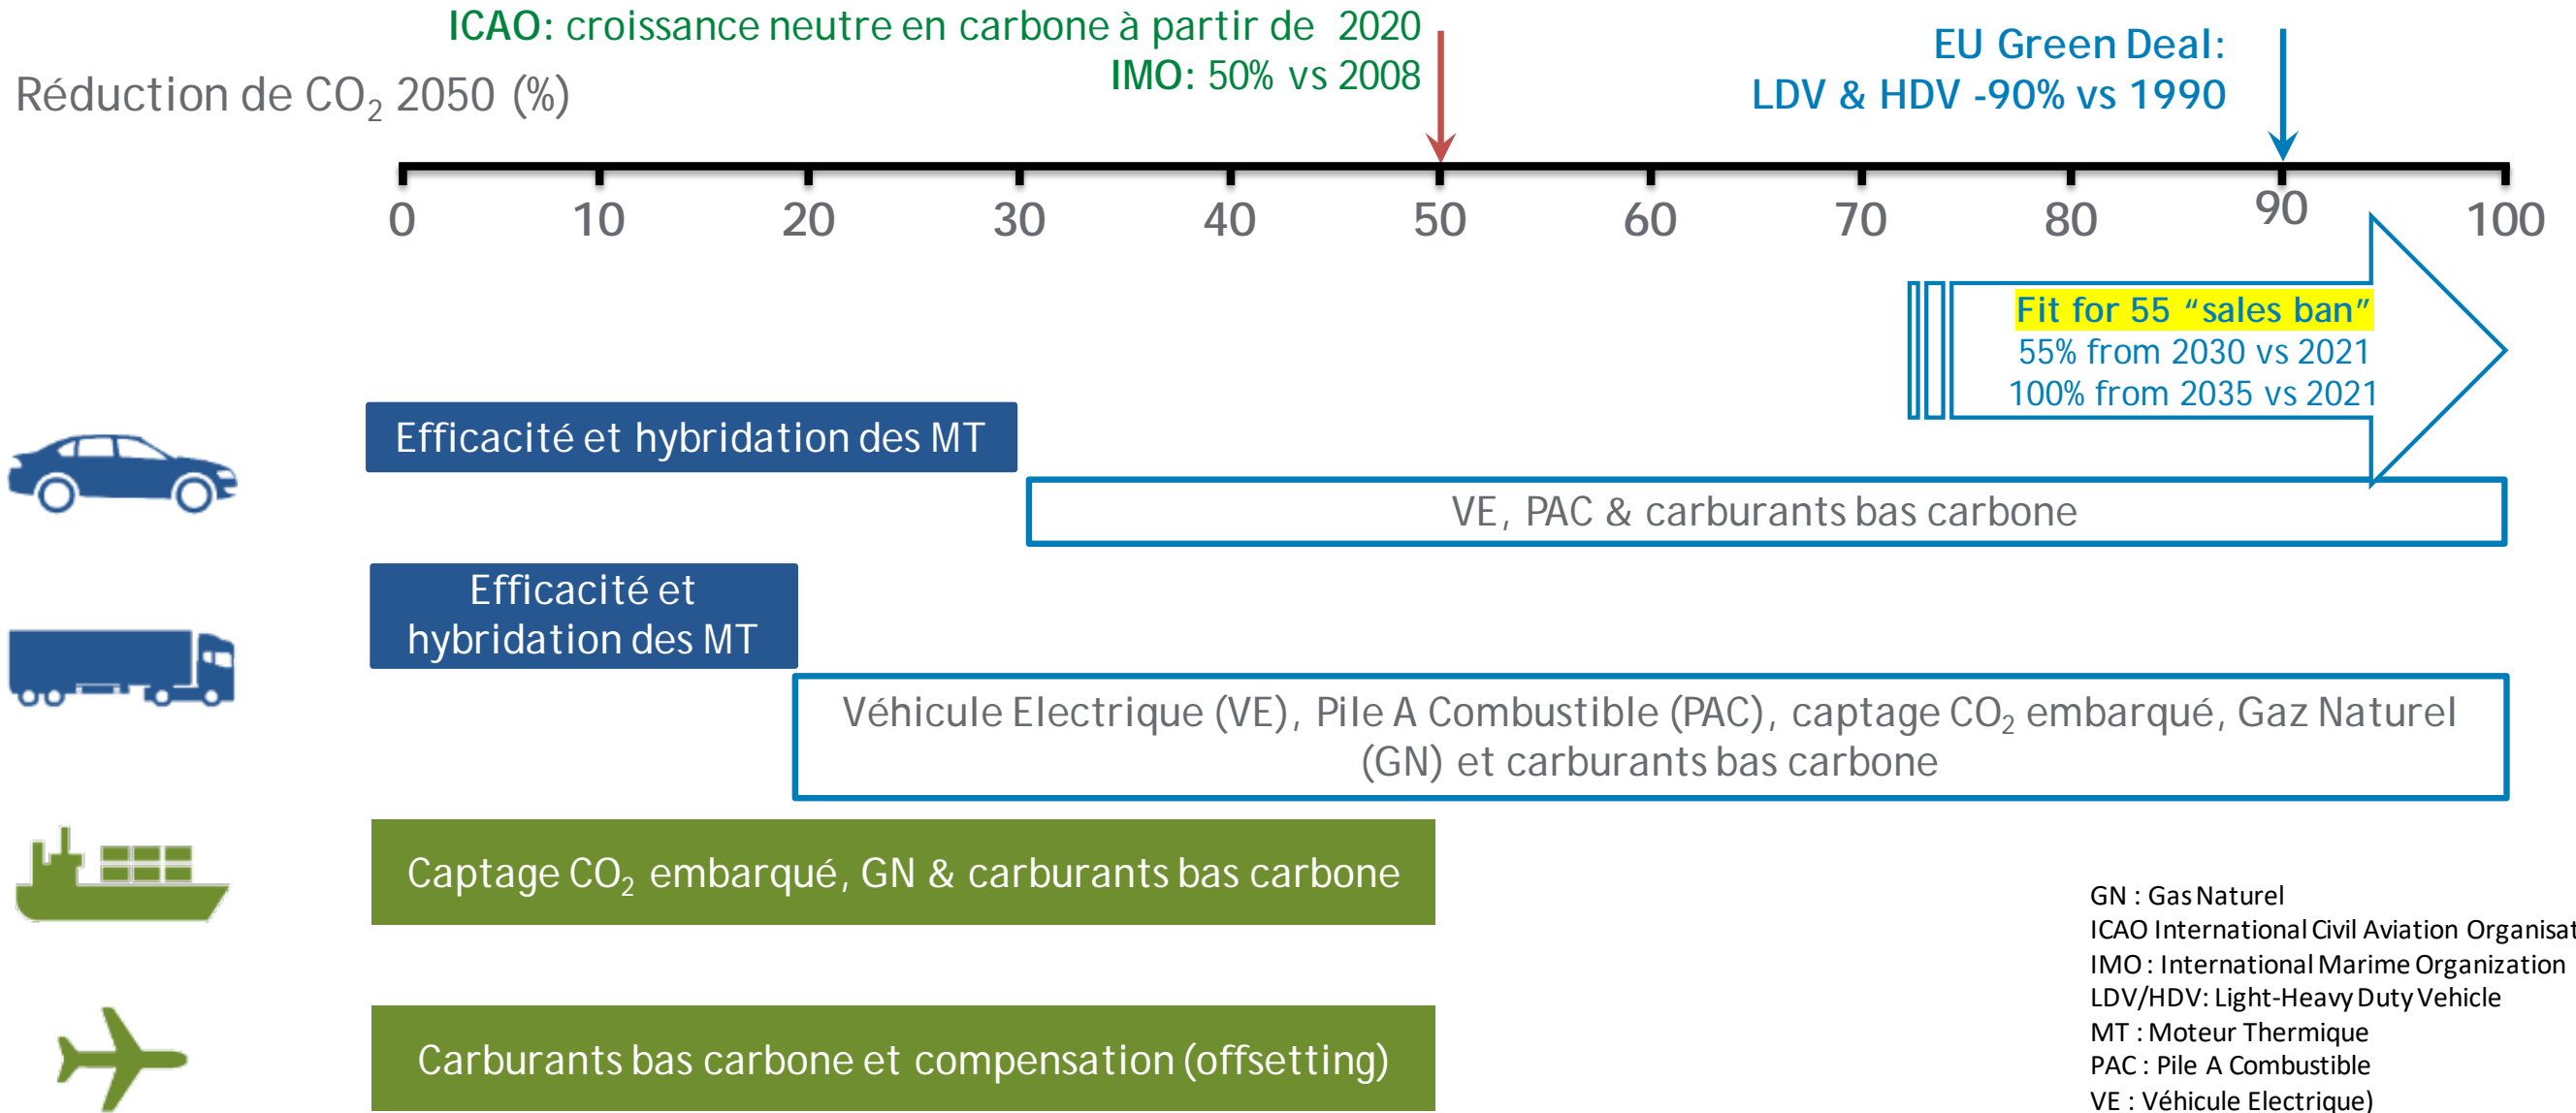 ICAO: croissance neutre en carbone à partir de 2020
IMO: 50% vs 2008
EU Green Deal:
LDV & HDV -90% vs 1990
Réduction de CO₂ 2050 (%)
0 10 20 30 40 50 60 70 80 90 100
Fit for 55 “sales ban”
55% from 2030 vs 2021
100% from 2035 vs 2021
Efficacité et hybridation des MT
VE, PAC & carburants bas carbone
Efficacité et
hybridation des MT
Véhicule Electrique (VE), Pile A Combustible (PAC), captage CO₂ embarqué, Gaz Naturel
(GN) et carburants bas carbone
Captage CO₂ embarqué, GN & carburants bas carbone
Carburants bas carbone et compensation (offsetting)
GN : Gas Naturel
ICAO International Civil Aviation Organisat
IMO : International Marime Organization
LDV/HDV: Light-Heavy Duty Vehicle
MT : Moteur Thermique
PAC : Pile A Combustible
VE : Véhicule Electrique)